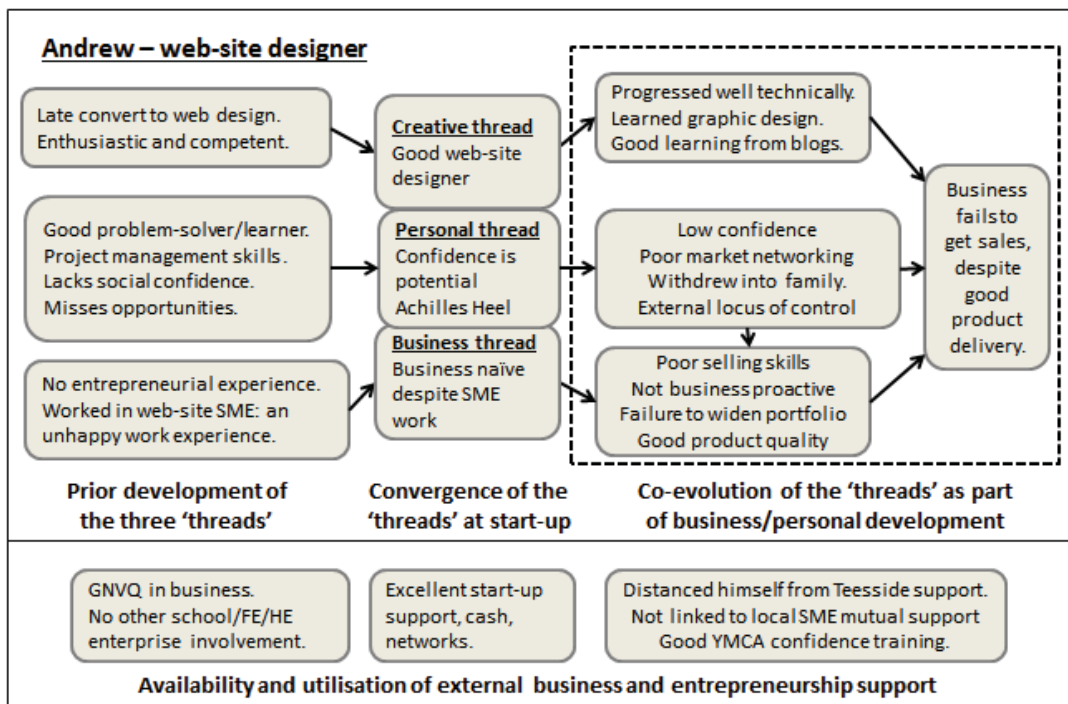 Andrew – web-site designer
Late convert to web design.
Enthusiastic and competent.
Good problem-solver/learner.
Project management skills.
Lacks social confidence.
Misses opportunities.
No entrepreneurial experience.
Worked in web-site SME: an
unhappy work experience.
Prior development of
the three ‘threads’
Creative thread
Good web-site
designer
Personal thread
Confidence is
potential
Achilles Heel
Business thread
Business naïve
despite SME
work
Convergence of the
‘threads’ at start-up
Progressed well technically.
Learned graphic design.
Good learning from blogs.
Low confidence
Poor market networking
Withdrew into family.
External locus of control
Poor selling skills
Not business proactive
Failure to widen portfolio
Good product quality
Business
fails to
get sales,
despite
good
product
delivery.
Co-evolution of the ‘threads’ as part
of business/personal development
GNVQ in business.
No other school/FE/HE
enterprise involvement.
Excellent start-up
support, cash,
networks.
Distanced himself from Teesside support.
Not linked to local SME mutual support
Good YMCA confidence training.
Availability and utilisation of external business and entrepreneurship support